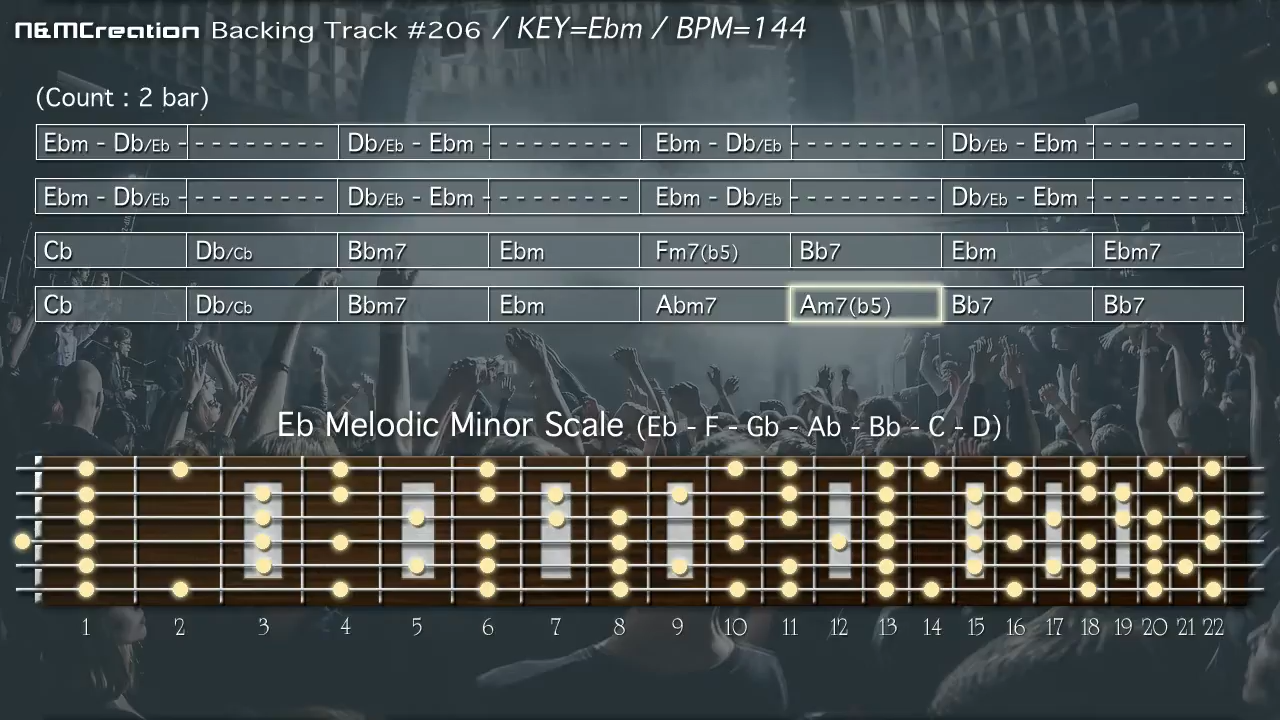 N&MCreation Backing Track #206 / KEY=Ebm / BPM=144
(Count : 2 bar)
Ebm - Db/Eb - - - - - - - - - Db/Eb - Ebm - - - - - - - - - Ebm - Db/Eb - - - - - - - - - Db/Eb - Ebm - - - - - - - - -
Ebm - Db/Eb - - - - - - - - - Db/Eb - Ebm - - - - - - - - - Ebm - Db/Eb - - - - - - - - - Db/Eb - Ebm - - - - - - - - -
Cb Db/Cb Bbm7 Ebm Fm7(b5) Bb7 Ebm Ebm7
Cb Db/Cb Bbm7 Ebm Abm7 Am7(b5) Bb7 Bb7
Eb Melodic Minor Scale (Eb - F - Gb - Ab - Bb - C - D)
1 2 3 4 5 6 7 8 9 10 11 12 13 14 15 16 17 18 19 20 21 22